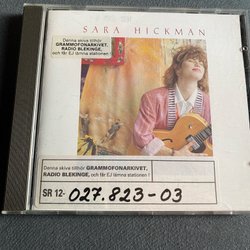 SARA HICKMAN
Denna skiva tillhör
GRAMMOFONARKIVET,
RADIO BLEKINGE,
och får EJ lämna stationen !
Denna skiva tillhör GRAMMOFONARKIVET,
RADIO BLEKINGE, och får EJ lämna stationen !
SR 12- 027.823-03